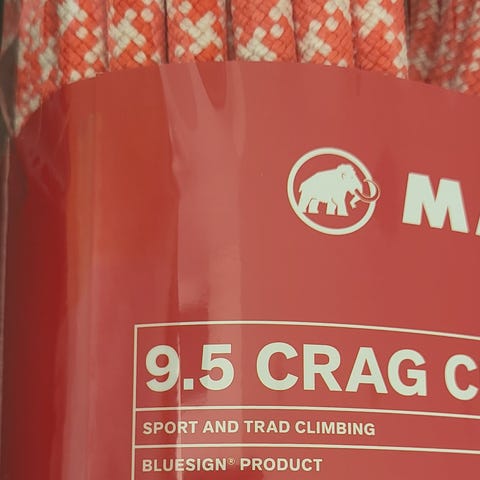 MA
9.5 CRAG C
SPORT AND TRAD CLIMBING
BLUESIGN® PRODUCT